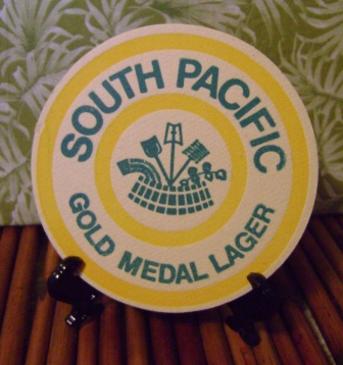 SOUTH PACIFIC
GOLD MEDAL LAGER